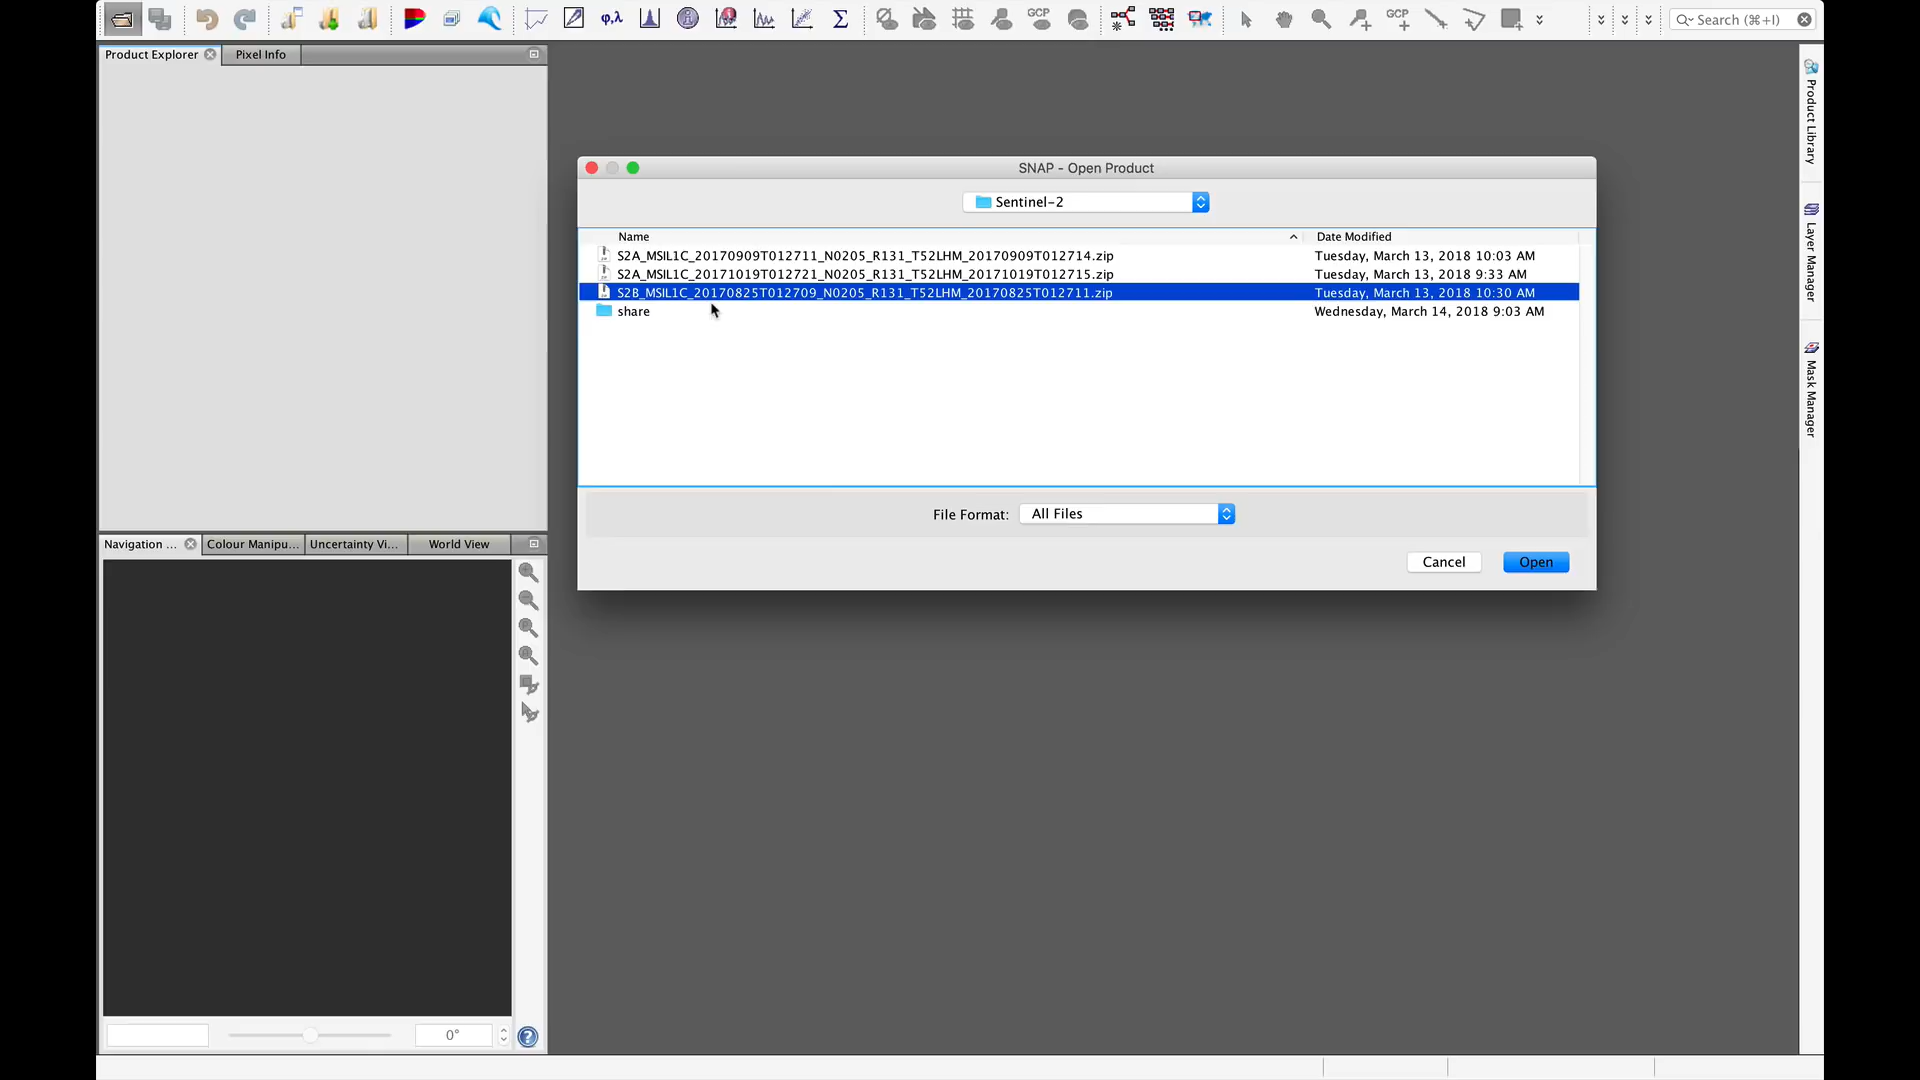 φ,λ
Σ
GCP
GCP
Search (⌘+I)
Product Explorer
Pixel Info
SNAP - Open Product
Sentinel-2
Name
Date Modified
S2A_MSIL1C_20170909T012711_N0205_R131_T52LHM_20170909T012714.zip
Tuesday, March 13, 2018 10:03 AM
S2A_MSIL1C_20171019T012721_N0205_R131_T52LHM_20171019T012715.zip
Tuesday, March 13, 2018 9:33 AM
S2B_MSIL1C_20170825T012709_N0205_R131_T52LHM_20170825T012711.zip
Tuesday, March 13, 2018 10:30 AM
share
Wednesday, March 14, 2018 9:03 AM
File Format:
All Files
Cancel
Open
Navigation ...
Colour Manipu...
Uncertainty Vi...
World View
0°
?
Product Library
Layer Manager
Mask Manager